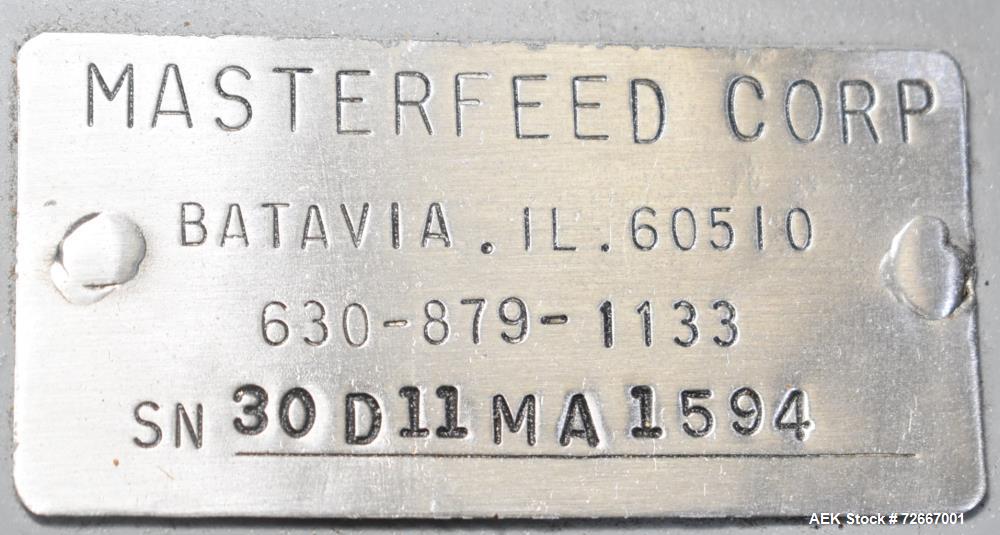 MASTERFEED CORP
BATAVIA . IL . 60510
630-879-1133
SN 30 D11 MA 1594
AEK Stock # 72667001